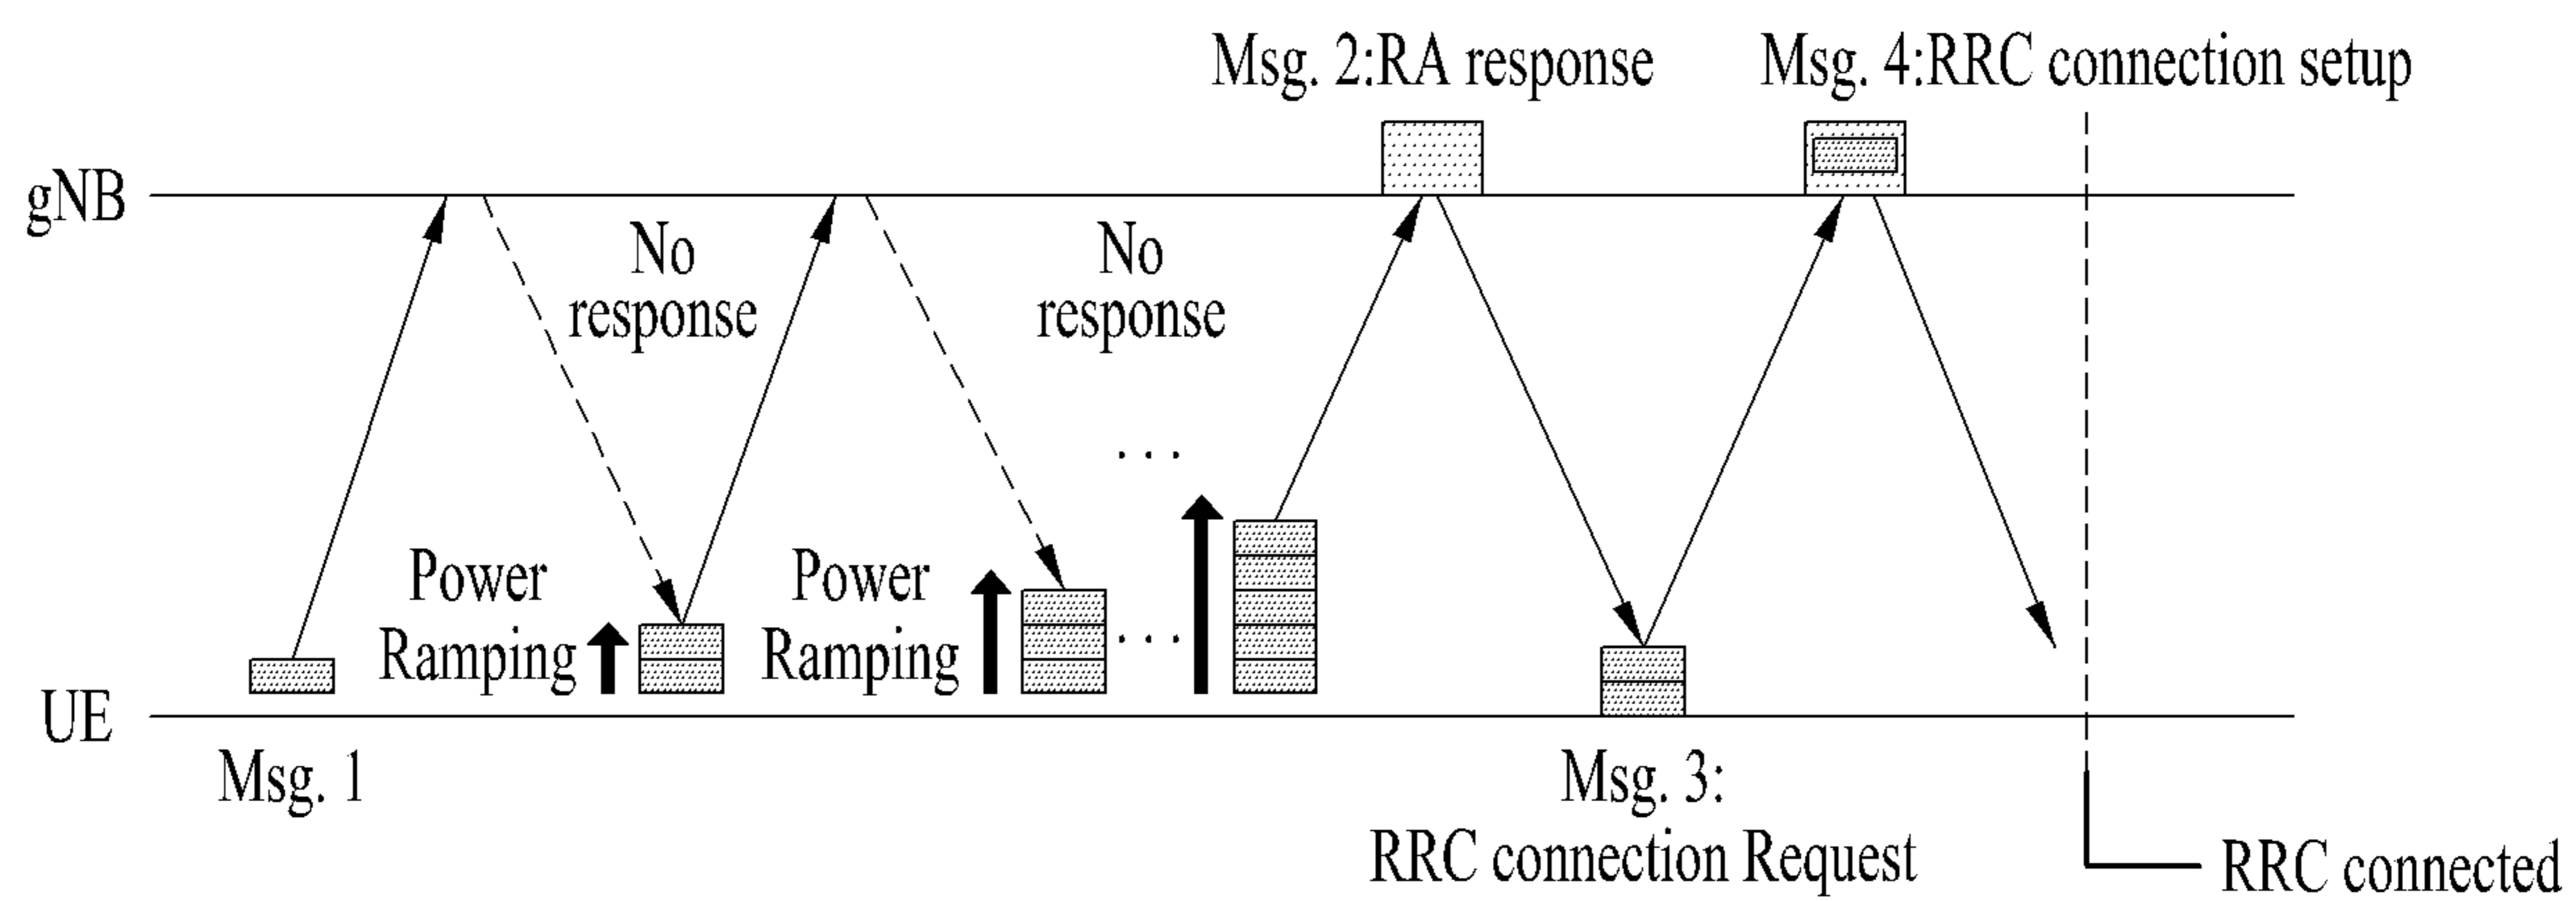 Msg. 2:RA response
Msg. 4:RRC connection setup
gNB
No
response
No
response
. . .
Power
Ramping
Power
Ramping
. . .
UE
Msg. 1
Msg. 3:
RRC connection Request
RRC connected